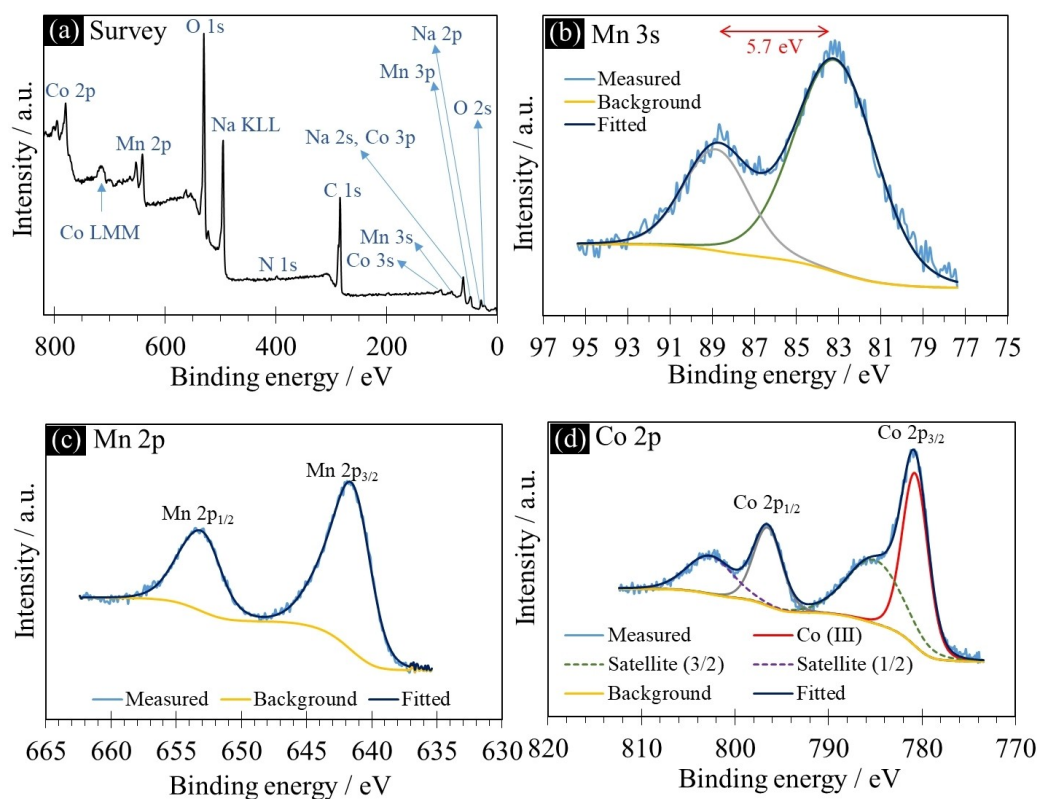 (a) Survey
O 1s
Na 2p
Mn 3p
O 2s
Co 2p
Mn 2p
Na KLL
Na 2s, Co 3p
C 1s
Co LMM
N 1s
Mn 3s
Co 3s
Intensity / a.u.
800 600 400 200 0
Binding energy / eV
(b) Mn 3s
5.7 eV
Measured
Background
Fitted
Intensity / a.u.
97 93 89 87 83 81 79 77 75
Binding energy / eV
(c) Mn 2p
Mn 2p3/2
Mn 2p1/2
Intensity / a.u.
Measured Background Fitted
665 660 655 650 645 640 635 630
Binding energy / eV
(d) Co 2p
Co 2p3/2
Co 2p1/2
Intensity / a.u.
Measured Co (III)
Satellite (3/2) Satellite (1/2)
Background Fitted
820 810 800 790 780 770
Binding energy / eV